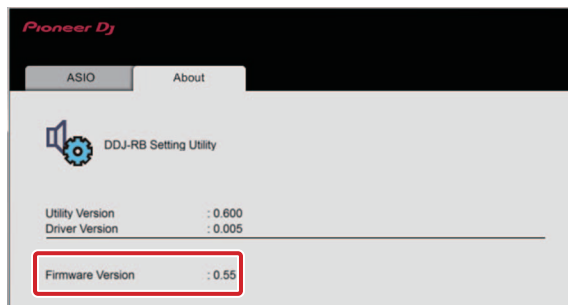 Pioneer Dj
ASIO About
DDJ-RB Setting Utility
Utility Version : 0.600
Driver Version : 0.005
Firmware Version : 0.55